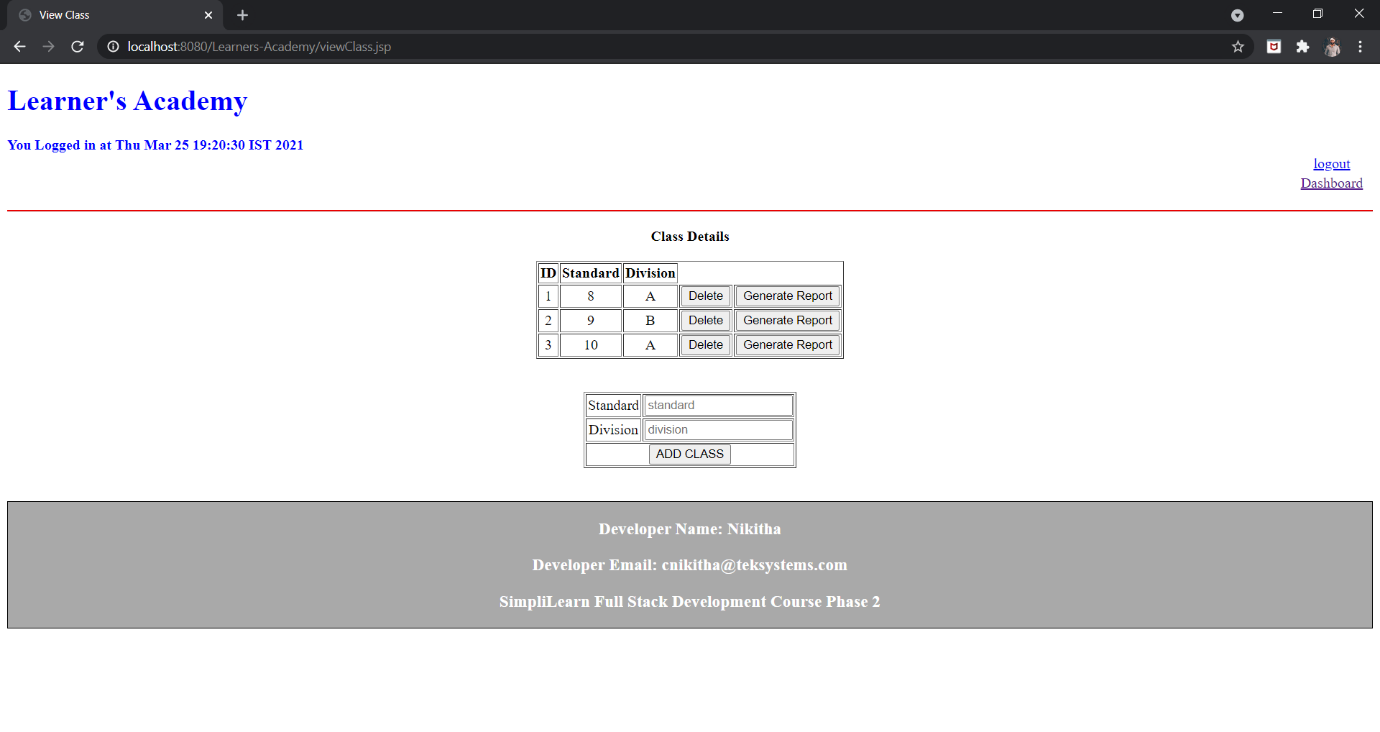 View Class
localhost:8080/Learners-Academy/viewClass.jsp
Learner's Academy
You Logged in at Thu Mar 25 19:20:30 IST 2021
logout
Dashboard
Class Details
ID Standard Division
1 8 A Delete Generate Report
2 9 B Delete Generate Report
3 10 A Delete Generate Report
Standard standard
Division division
ADD CLASS
Developer Name: Nikitha
Developer Email: cnikitha@teksystems.com
SimpliLearn Full Stack Development Course Phase 2